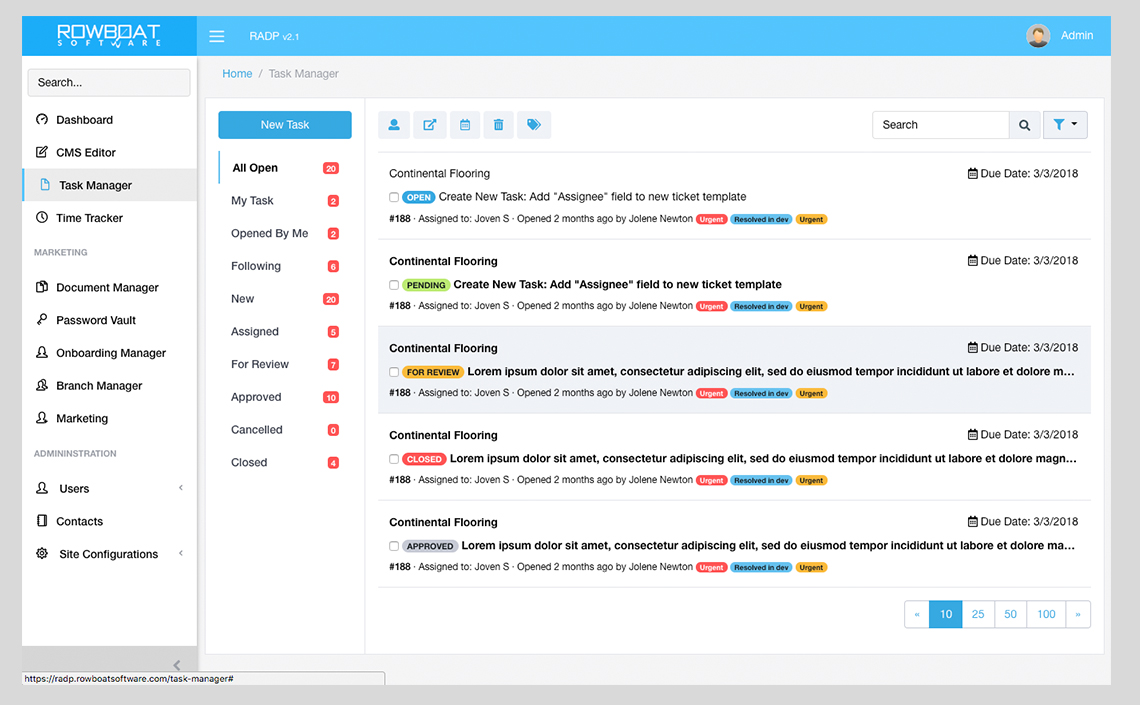 ROWBOAT
SOFTWARE
RADP v2.1
Admin
Search...
Dashboard
CMS Editor
Task Manager
Time Tracker
MARKETING
Document Manager
Password Vault
Onboarding Manager
Branch Manager
Marketing
ADMININSTRATION
Users
Contacts
Site Configurations
https://radp.rowboatsoftware.com/task-manager#
Home / Task Manager
New Task
All Open 20
My Task 2
Opened By Me 2
Following 6
New 20
Assigned 5
For Review 7
Approved 10
Cancelled 0
Closed 4
Search
Continental Flooring Due Date: 3/3/2018
OPEN Create New Task: Add "Assignee" field to new ticket template
#188 · Assigned to: Joven S · Opened 2 months ago by Jolene Newton Urgent Resolved in dev Urgent
Continental Flooring Due Date: 3/3/2018
PENDING Create New Task: Add "Assignee" field to new ticket template
#188 · Assigned to: Joven S · Opened 2 months ago by Jolene Newton Urgent Resolved in dev Urgent
Continental Flooring Due Date: 3/3/2018
FOR REVIEW Lorem ipsum dolor sit amet, consectetur adipiscing elit, sed do eiusmod tempor incididunt ut labore et dolore m...
#188 · Assigned to: Joven S · Opened 2 months ago by Jolene Newton Urgent Resolved in dev Urgent
Continental Flooring Due Date: 3/3/2018
CLOSED Lorem ipsum dolor sit amet, consectetur adipiscing elit, sed do eiusmod tempor incididunt ut labore et dolore magn...
#188 · Assigned to: Joven S · Opened 2 months ago by Jolene Newton Urgent Resolved in dev Urgent
Continental Flooring Due Date: 3/3/2018
APPROVED Lorem ipsum dolor sit amet, consectetur adipiscing elit, sed do eiusmod tempor incididunt ut labore et dolore ma...
#188 · Assigned to: Joven S · Opened 2 months ago by Jolene Newton Urgent Resolved in dev Urgent
« 10 25 50 100 »